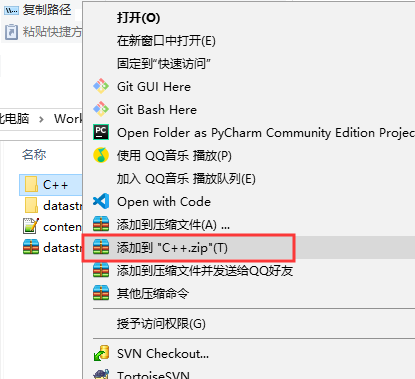 复制路径
粘贴快捷方
比电脑
Work
名称
C++
datast
conten
datast
打开(O)
在新窗口中打开(E)
固定到"快速访问"
Git GUI Here
Git Bash Here
Open Folder as PyCharm Community Edition Projec
使用 QQ音乐 播放(P)
加入 QQ音乐 播放队列(E)
Open with Code
添加到压缩文件(A) ...
添加到 "C++.zip"(T)
添加到压缩文件并发送给QQ好友
其他压缩命令
授予访问权限(G)
SVN Checkout...
TortoiseSVN